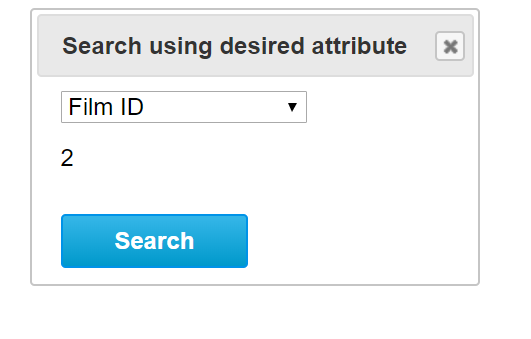 Search using desired attribute
Film ID
2
Search